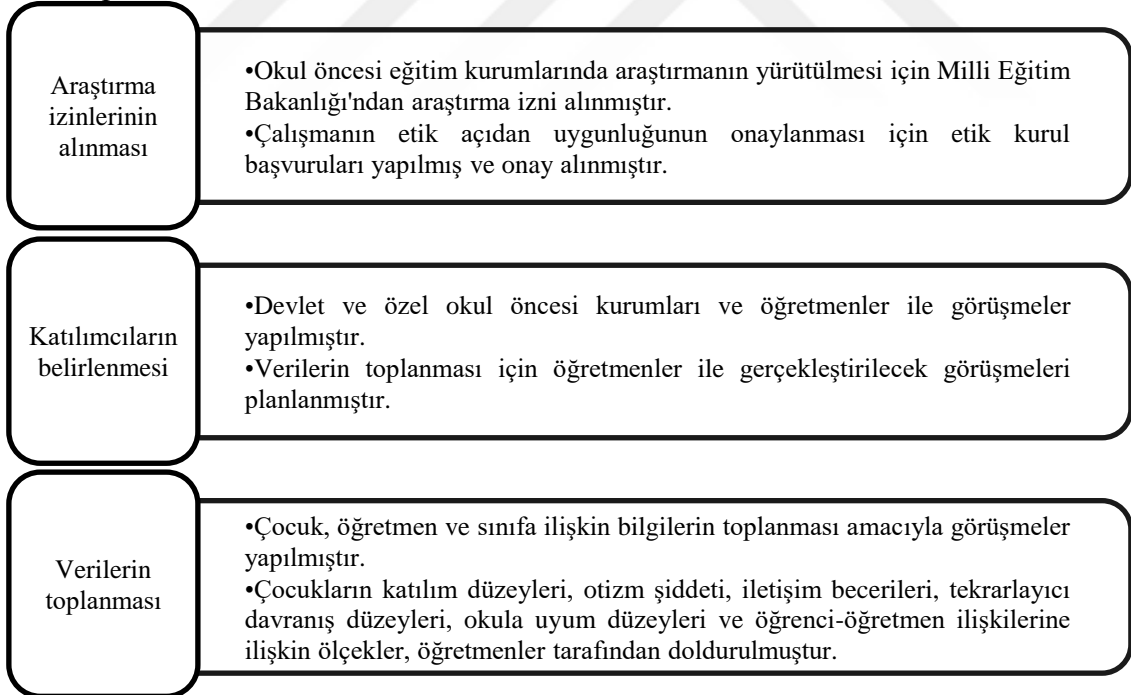 Araştırma
izinlerinin
alınması
•Okul öncesi eğitim kurumlarında araştırmanın yürütülmesi için Milli Eğitim
Bakanlığı'ndan araştırma izni alınmıştır.
•Çalışmanın etik açıdan uygunluğunun onaylanması için etik kurul
başvuruları yapılmış ve onay alınmıştır.
Katılımcıların
belirlenmesi
•Devlet ve özel okul öncesi kurumları ve öğretmenler ile görüşmeler
yapılmıştır.
•Verilerin toplanması için öğretmenler ile gerçekleştirilecek görüşmeleri
planlanmıştır.
Verilerin
toplanması
•Çocuk, öğretmen ve sınıfa ilişkin bilgilerin toplanması amacıyla görüşmeler
yapılmıştır.
•Çocukların katılım düzeyleri, otizm şiddeti, iletişim becerileri, tekrarlayıcı
davranış düzeyleri, okula uyum düzeyleri ve öğrenci-öğretmen ilişkilerine
ilişkin ölçekler, öğretmenler tarafından doldurulmuştur.